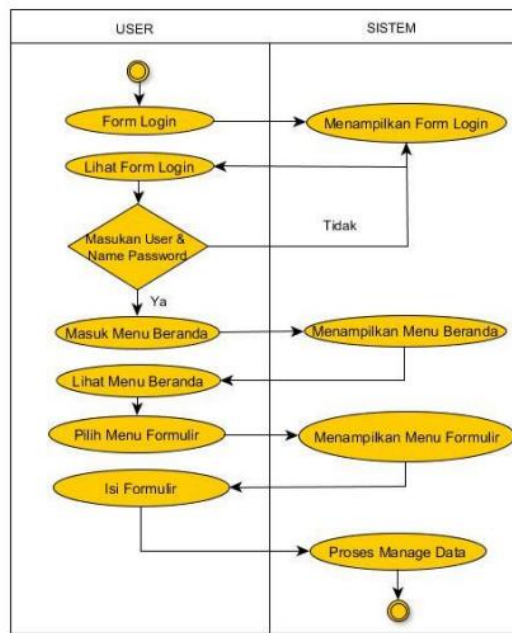 USER
SISTEM
Form Login
Menampilkan Form Login
Lihat Form Login
Masukan User &
Name Password
Tidak
Ya
Masuk Menu Beranda
Menampilkan Menu Beranda
Lihat Menu Beranda
Pilih Menu Formulir
Menampilkan Menu Formulir
Isi Formulir
Proses Manage Data